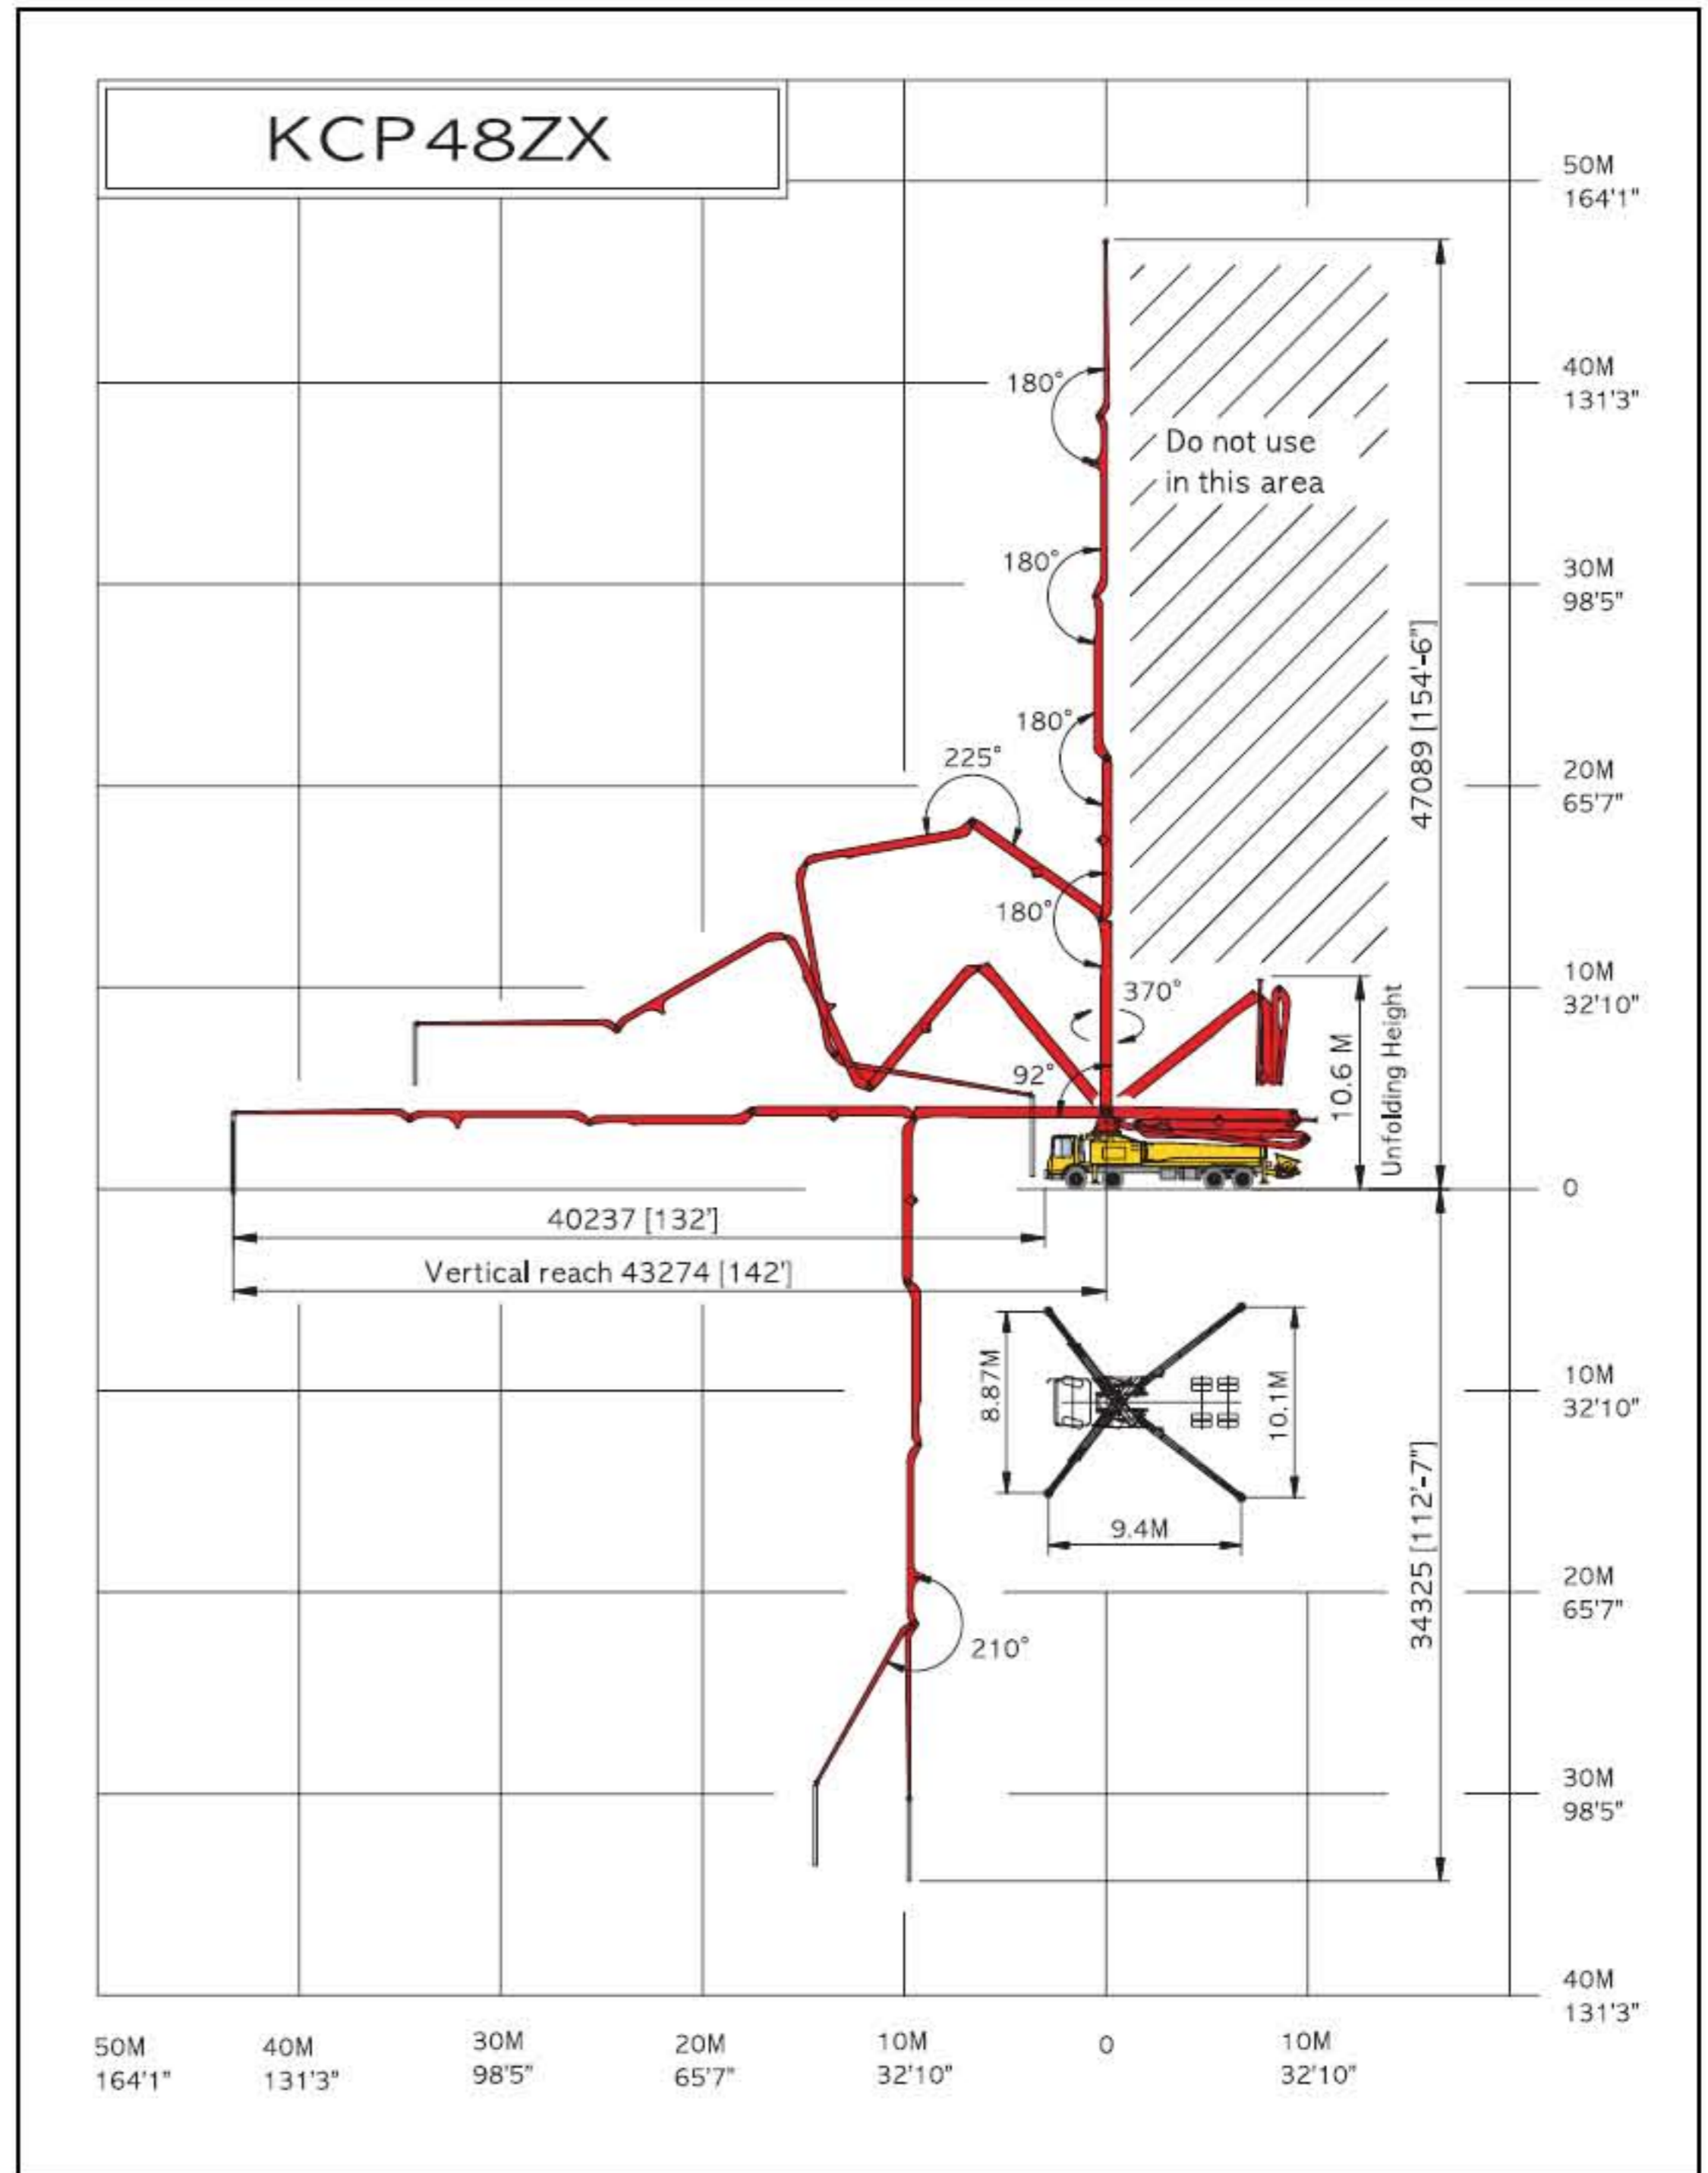 KCP48ZX
50M
164'1"
40M
131'3"
180°
Do not use
in this area
180°
30M
98'5"
47089 [154'-6"]
180°
225°
20M
65'7"
180°
370°
10M
32'10"
10.6 M
Unfolding Height
92°
0
40237 [132']
Vertical reach 43274 [142']
8.87M
10.1M
9.4M
10M
32'10"
34325 [112'-7"]
20M
65'7"
210°
30M
98'5"
40M
131'3"
50M
164'1"
40M
131'3"
30M
98'5"
20M
65'7"
10M
32'10"
0
10M
32'10"